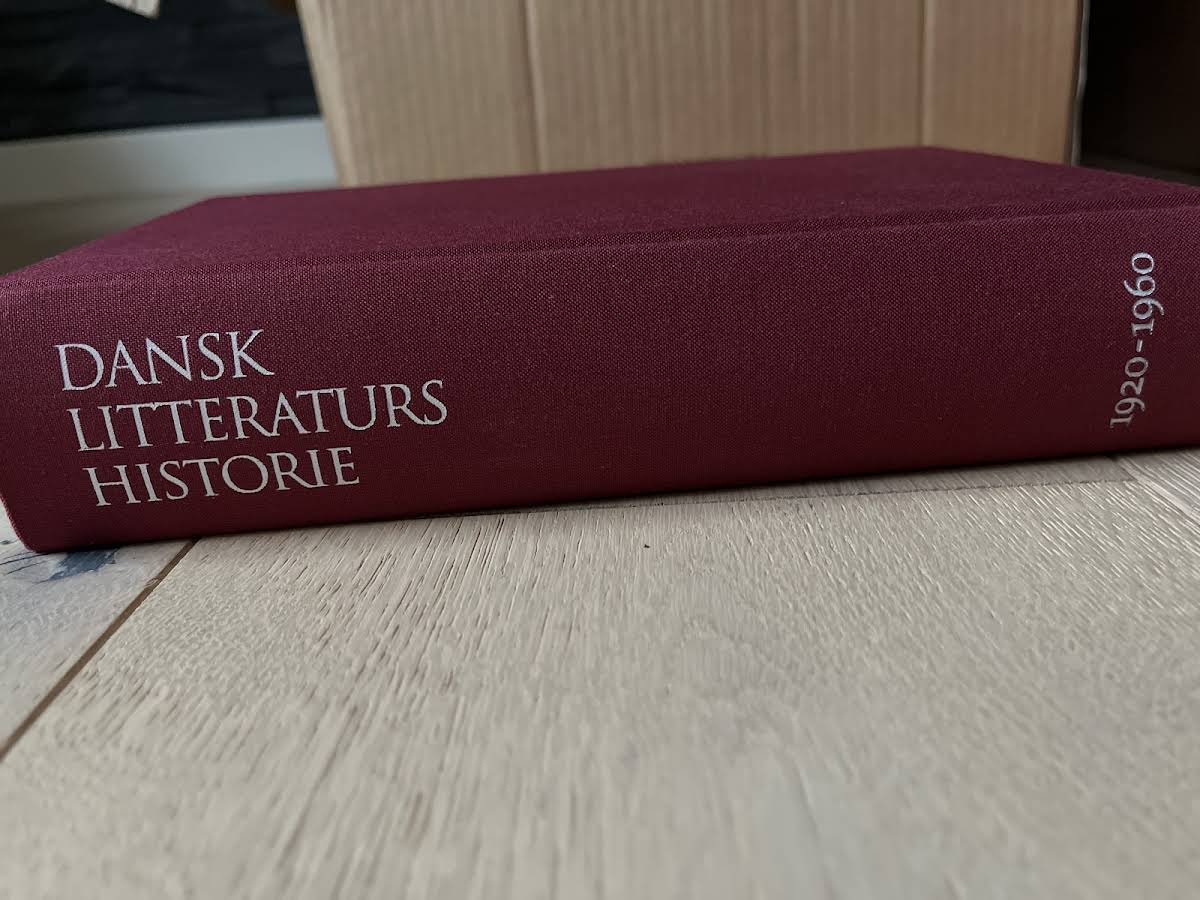 DANSK
LITTERATURS
HISTORIE
1920-1960